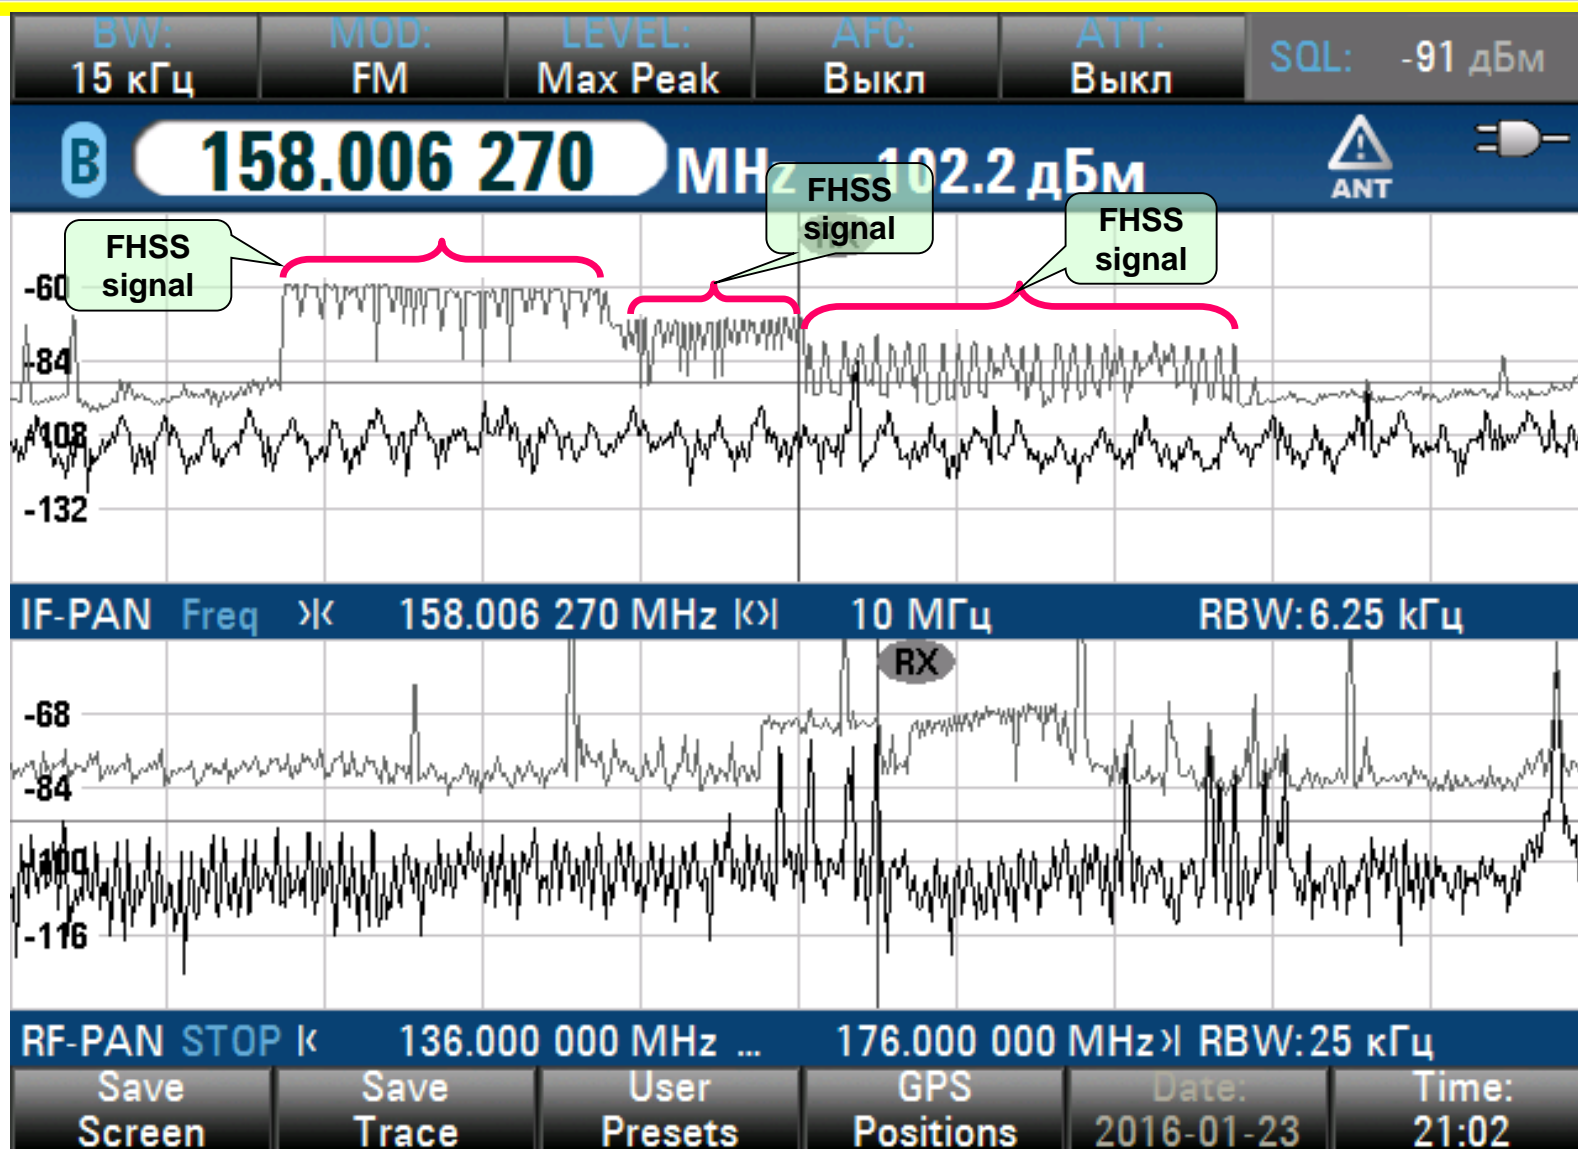 BW: MOD: LEVEL: AFC: ATT: SQL: -91 дБм
15 кГц FM Max Peak Выкл Выкл
B 158.006 270 MHz -102.2 дБм ANT
FHSS
signal
FHSS
signal
FHSS
signal
-60
-84
-108
-132
IF-PAN Freq 158.006 270 MHz 10 МГц RBW:6.25 kГц
RX
-68
-84
-100
-116
RF-PAN STOP 136.000 000 MHz ... 176.000 000 MHz RBW:25 кГц
Save Save User GPS Date: Time:
Screen Trace Presets Positions 2016-01-23 21:02